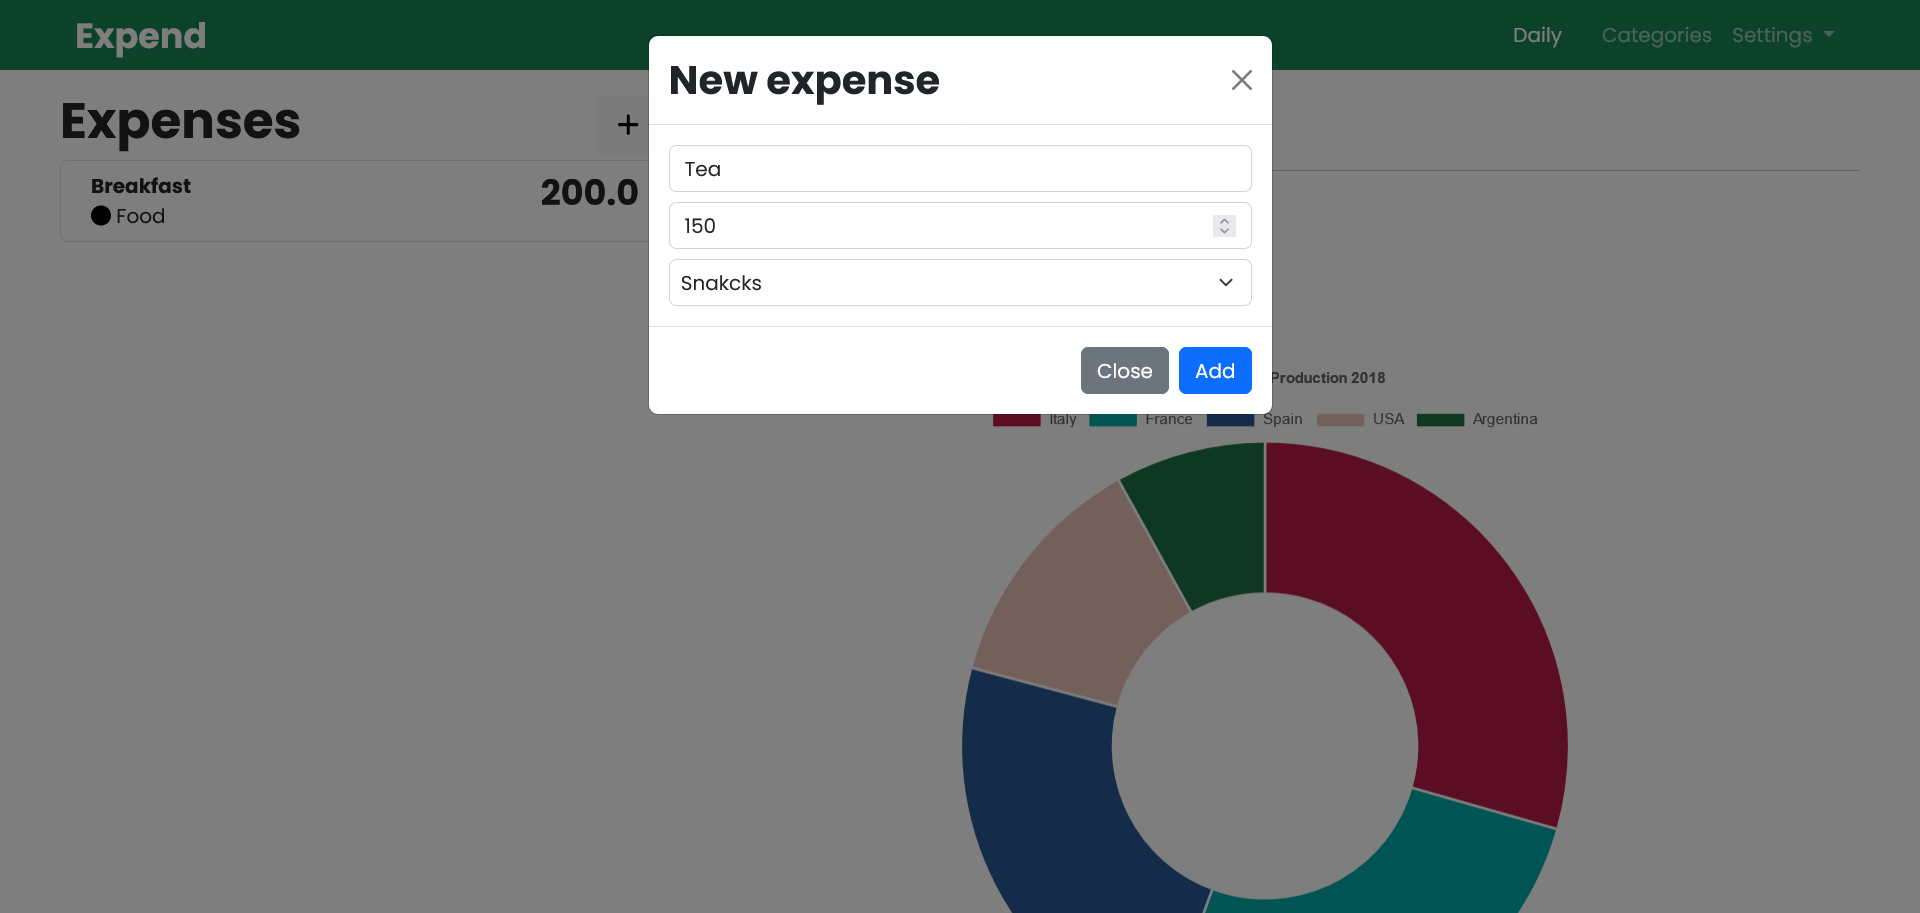 Expend
Daily
Categories
Settings
Expenses
+
Breakfast
200.0
Food
New expense
Tea
150
Snakcks
Close
Add
Production 2018
Italy
France
Spain
USA
Argentina